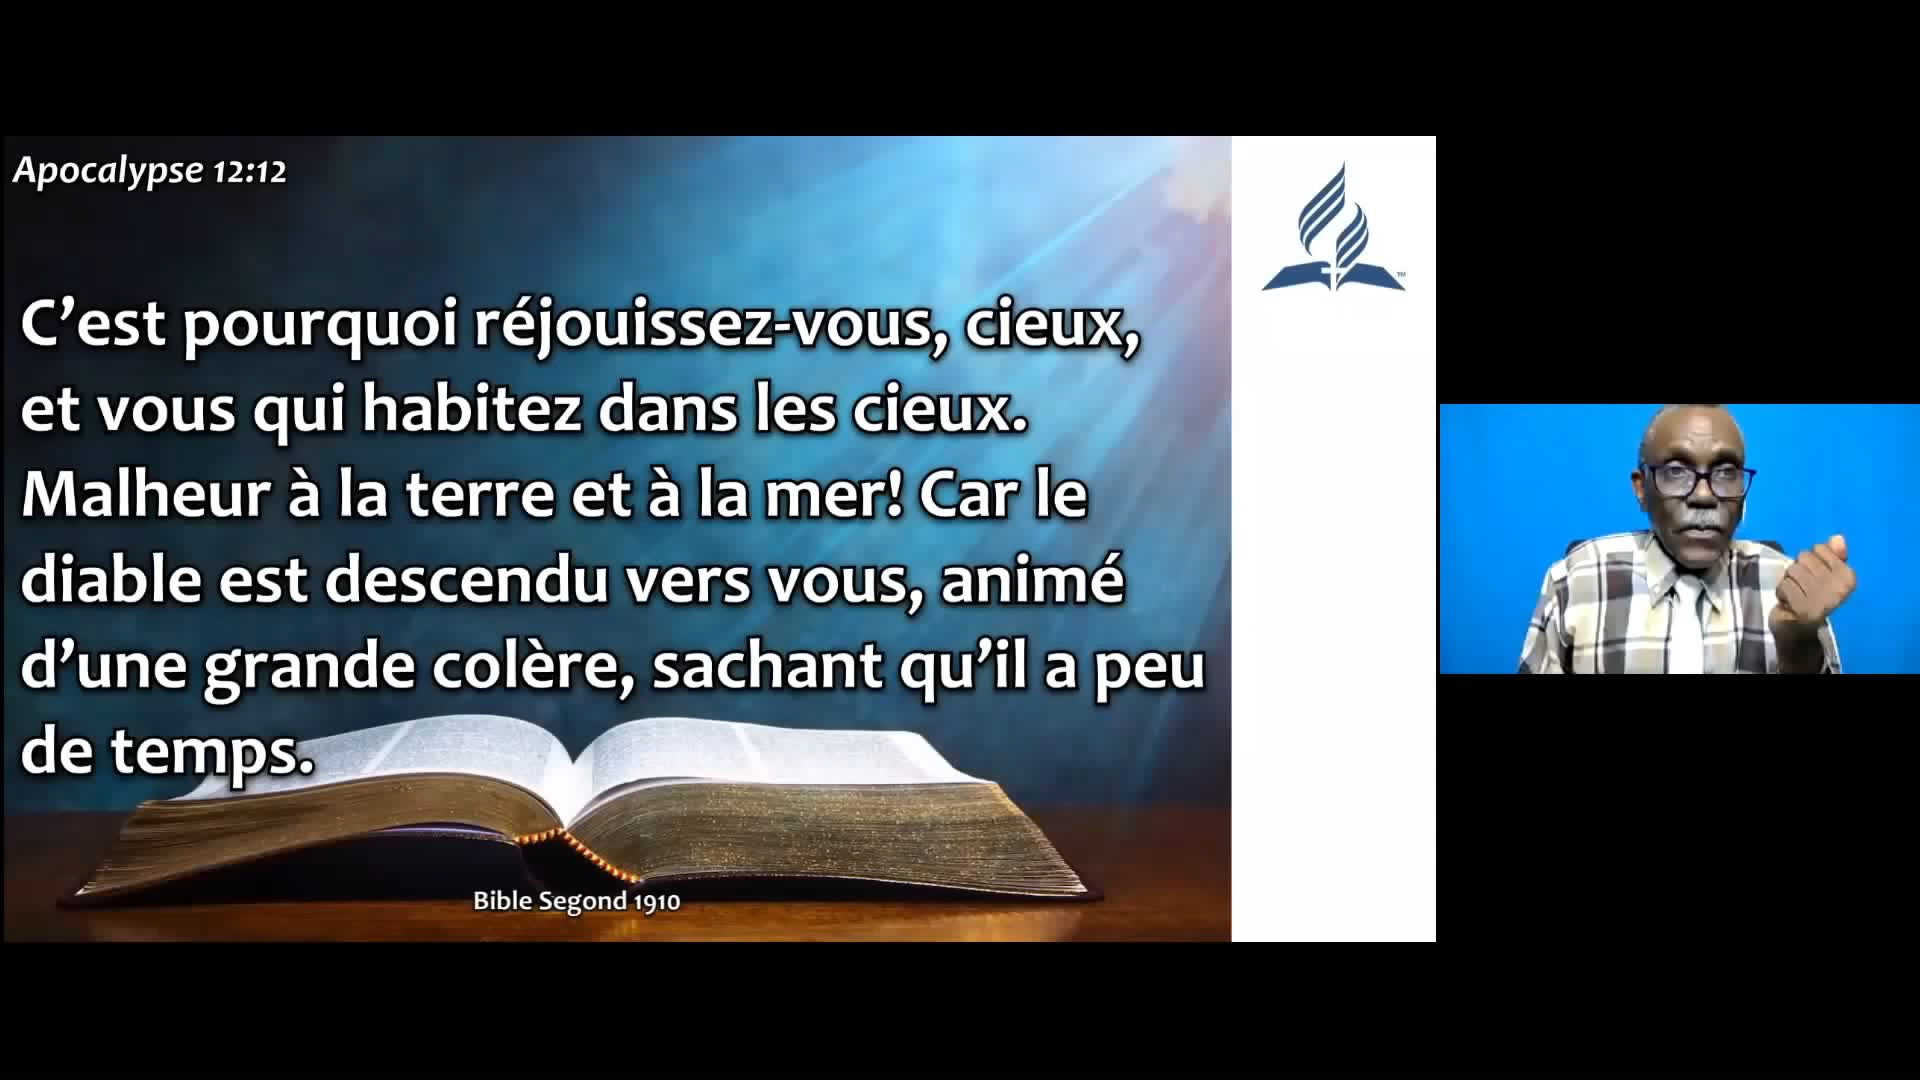 Apocalypse 12:12
C’est pourquoi réjouissez-vous, cieux,
et vous qui habitez dans les cieux.
Malheur à la terre et à la mer! Car le
diable est descendu vers vous, animé
d’une grande colère, sachant qu’il a peu
de temps.
Bible Segond 1910
TM